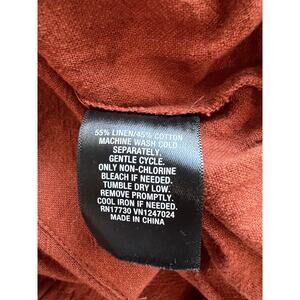 55% LINEN/45% COTTON
MACHINE WASH COLD
SEPARATELY,
GENTLE CYCLE.
ONLY NON-CHLORINE
BLEACH IF NEEDED.
TUMBLE DRY LOW.
REMOVE PROMPTLY.
COOL IRON IF NEEDED.
RN17730 VN1247024
MADE IN CHINA